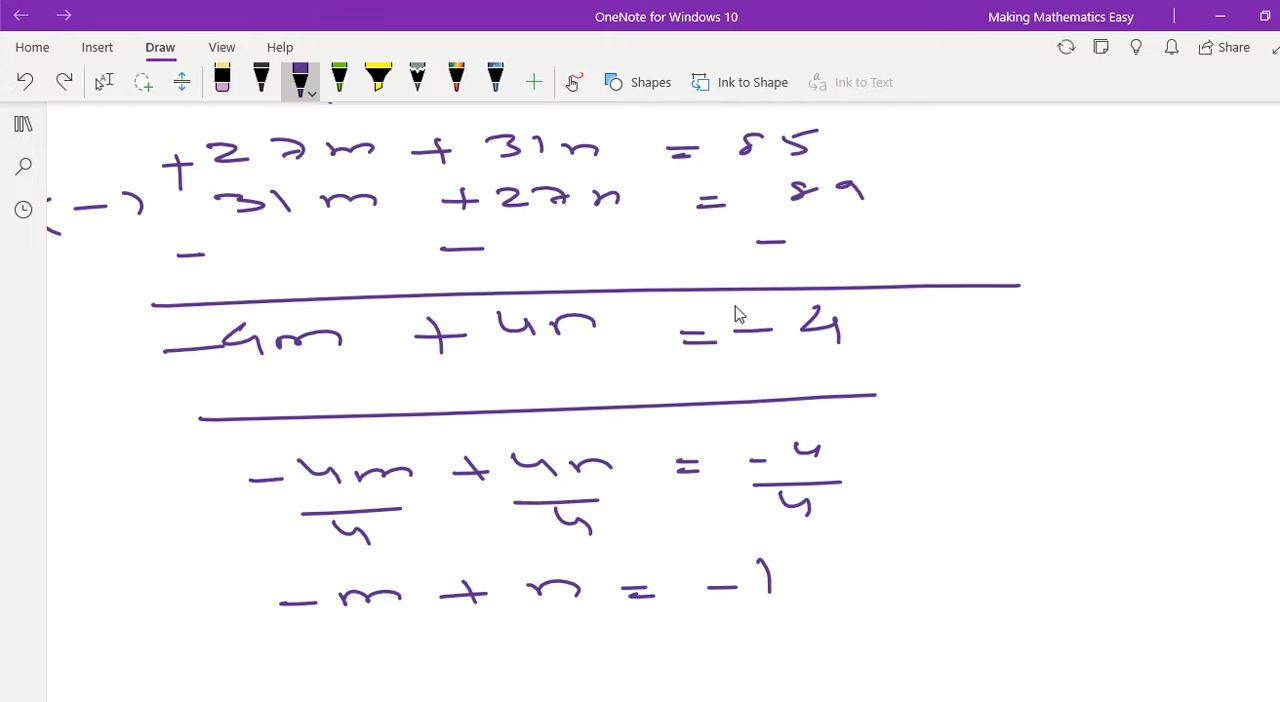 OneNote for Windows 10
Making Mathematics Easy
Home Insert Draw View Help
Share
Shapes
Ink to Shape
Ink to Text
+27m + 31n = 85
(-) 31m + 27n = 89
- - -
-4m + 4n = -4
-4m/4 + 4n/4 = -4/4
-m + n = -1